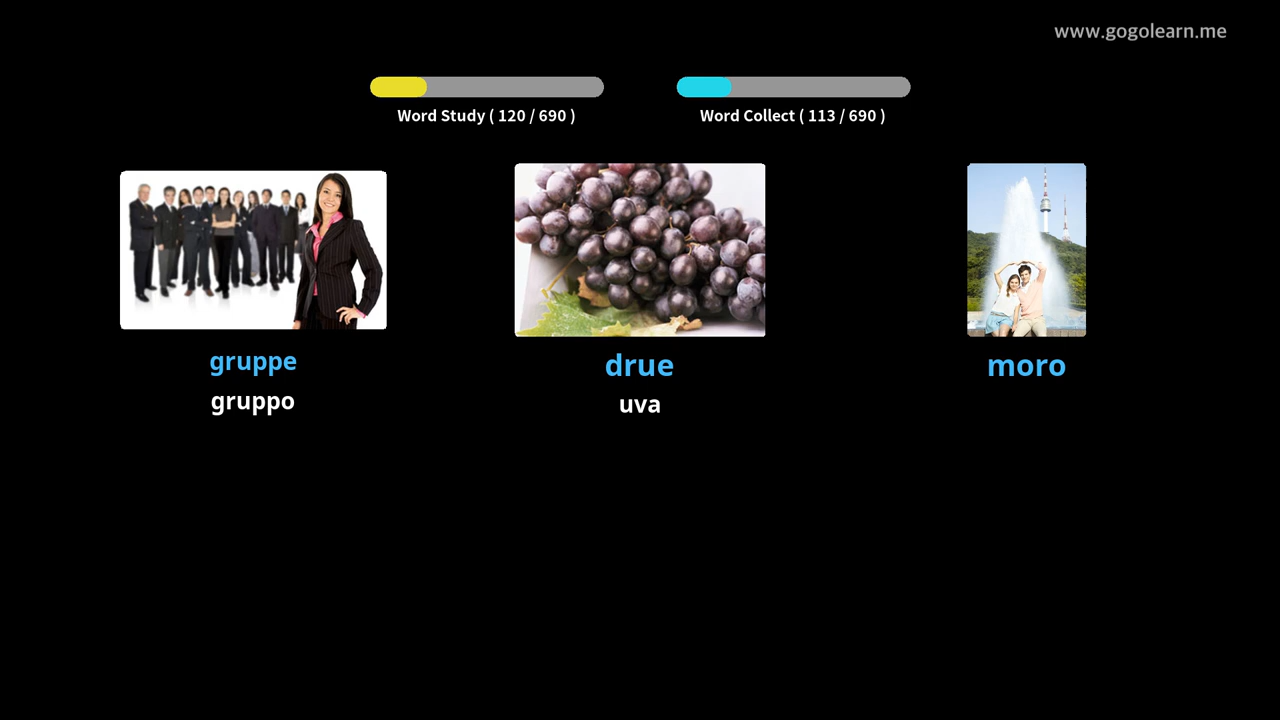 www.gogolearn.me
Word Study ( 120 / 690 )
Word Collect ( 113 / 690 )
gruppe
gruppo
drue
uva
moro